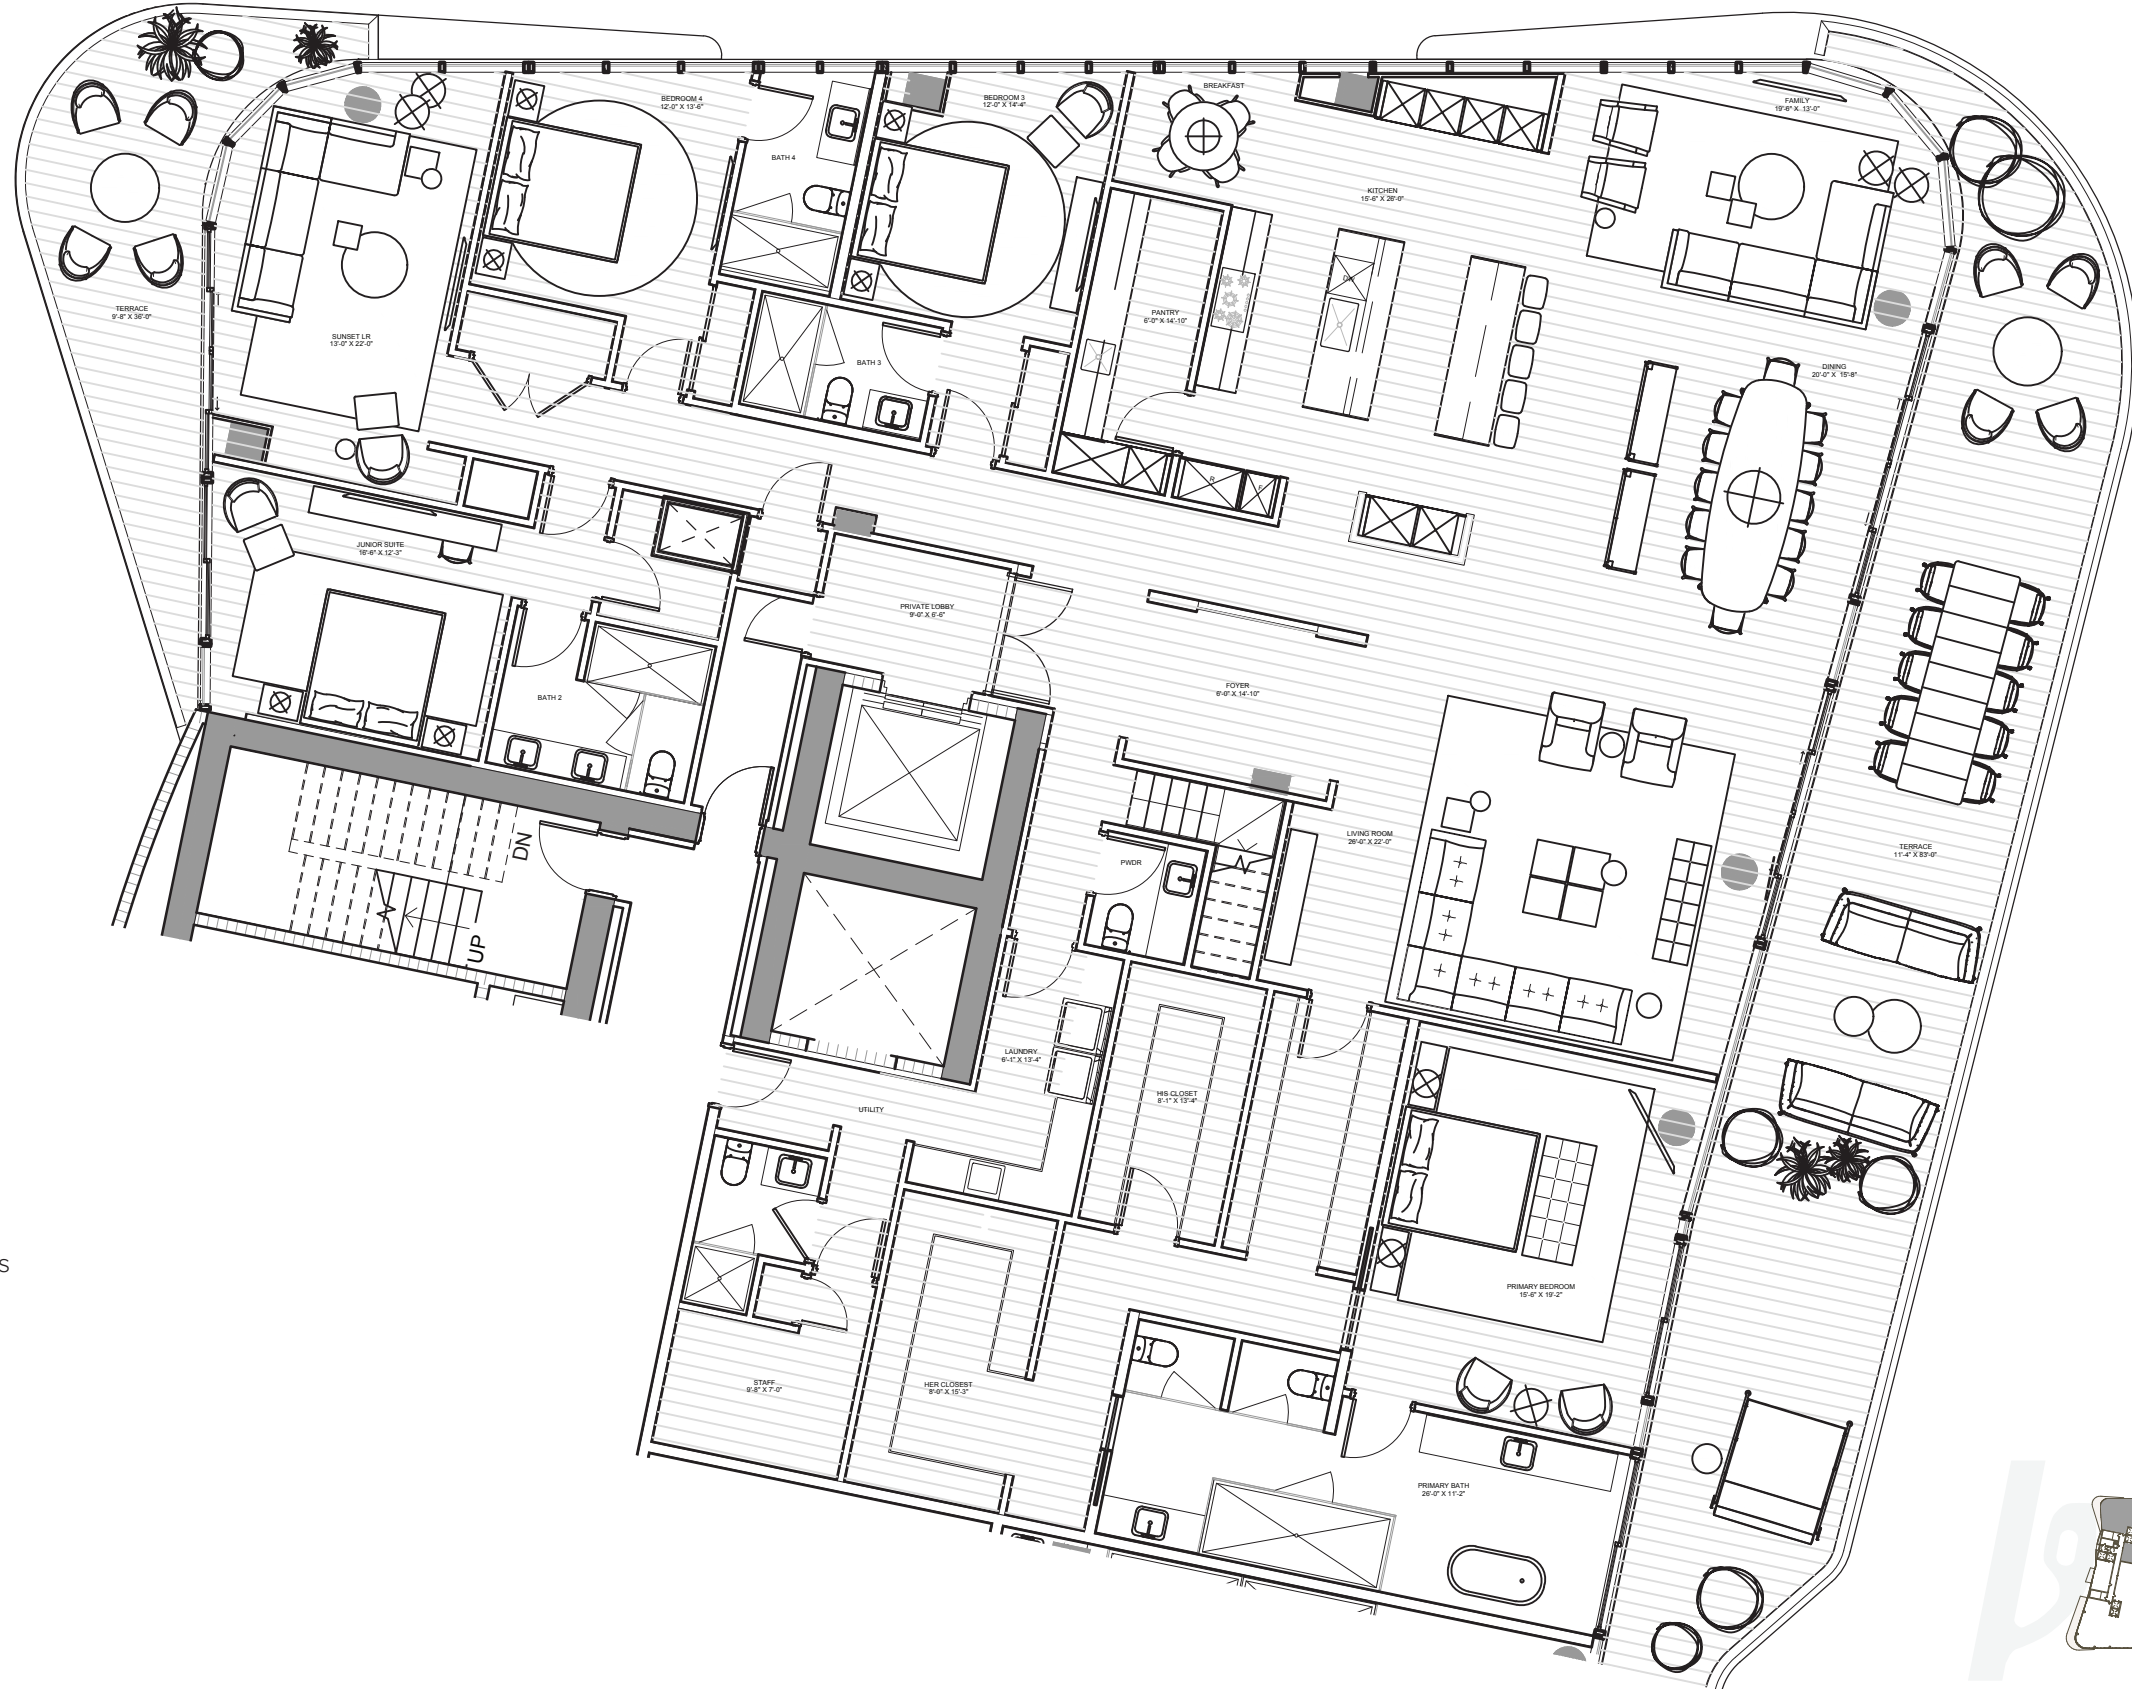 BREAKFAST
BEDROOM 4
12'-0" X 13'-6"
BEDROOM 3
12'-0" X 14'-4"
FAMILY
19'-6" X 13'-0"
BATH 4
KITCHEN
15'-6" X 26'-0"
DW
TERRACE
9'-8" X 36'-0"
PANTRY
6'-0" X 14'-10"
SUNSET LR
13'-0" X 22'-0"
BATH 3
DINING
20'-0" X 15'-8"
R
F
JUNIOR SUITE
16'-6" X 12'-3"
PRIVATE LOBBY
9'-0" X 6'-6"
BATH 2
FOYER
6'-0" X 14'-10"
DN
LIVING ROOM
26'-0" X 22'-0"
TERRACE
11'-4" X 83'-0"
PWDR
UP
LAUNDRY
6'-1" X 13'-4"
HIS CLOSET
8'-1" X 13'-4"
UTILITY
S
PRIMARY BEDROOM
15'-6" X 19'-2"
STAFF
9'-8" X 7'-0"
HER CLOSEST
8'-0" X 15'-3"
PRIMARY BATH
26'-0" X 11'-2"